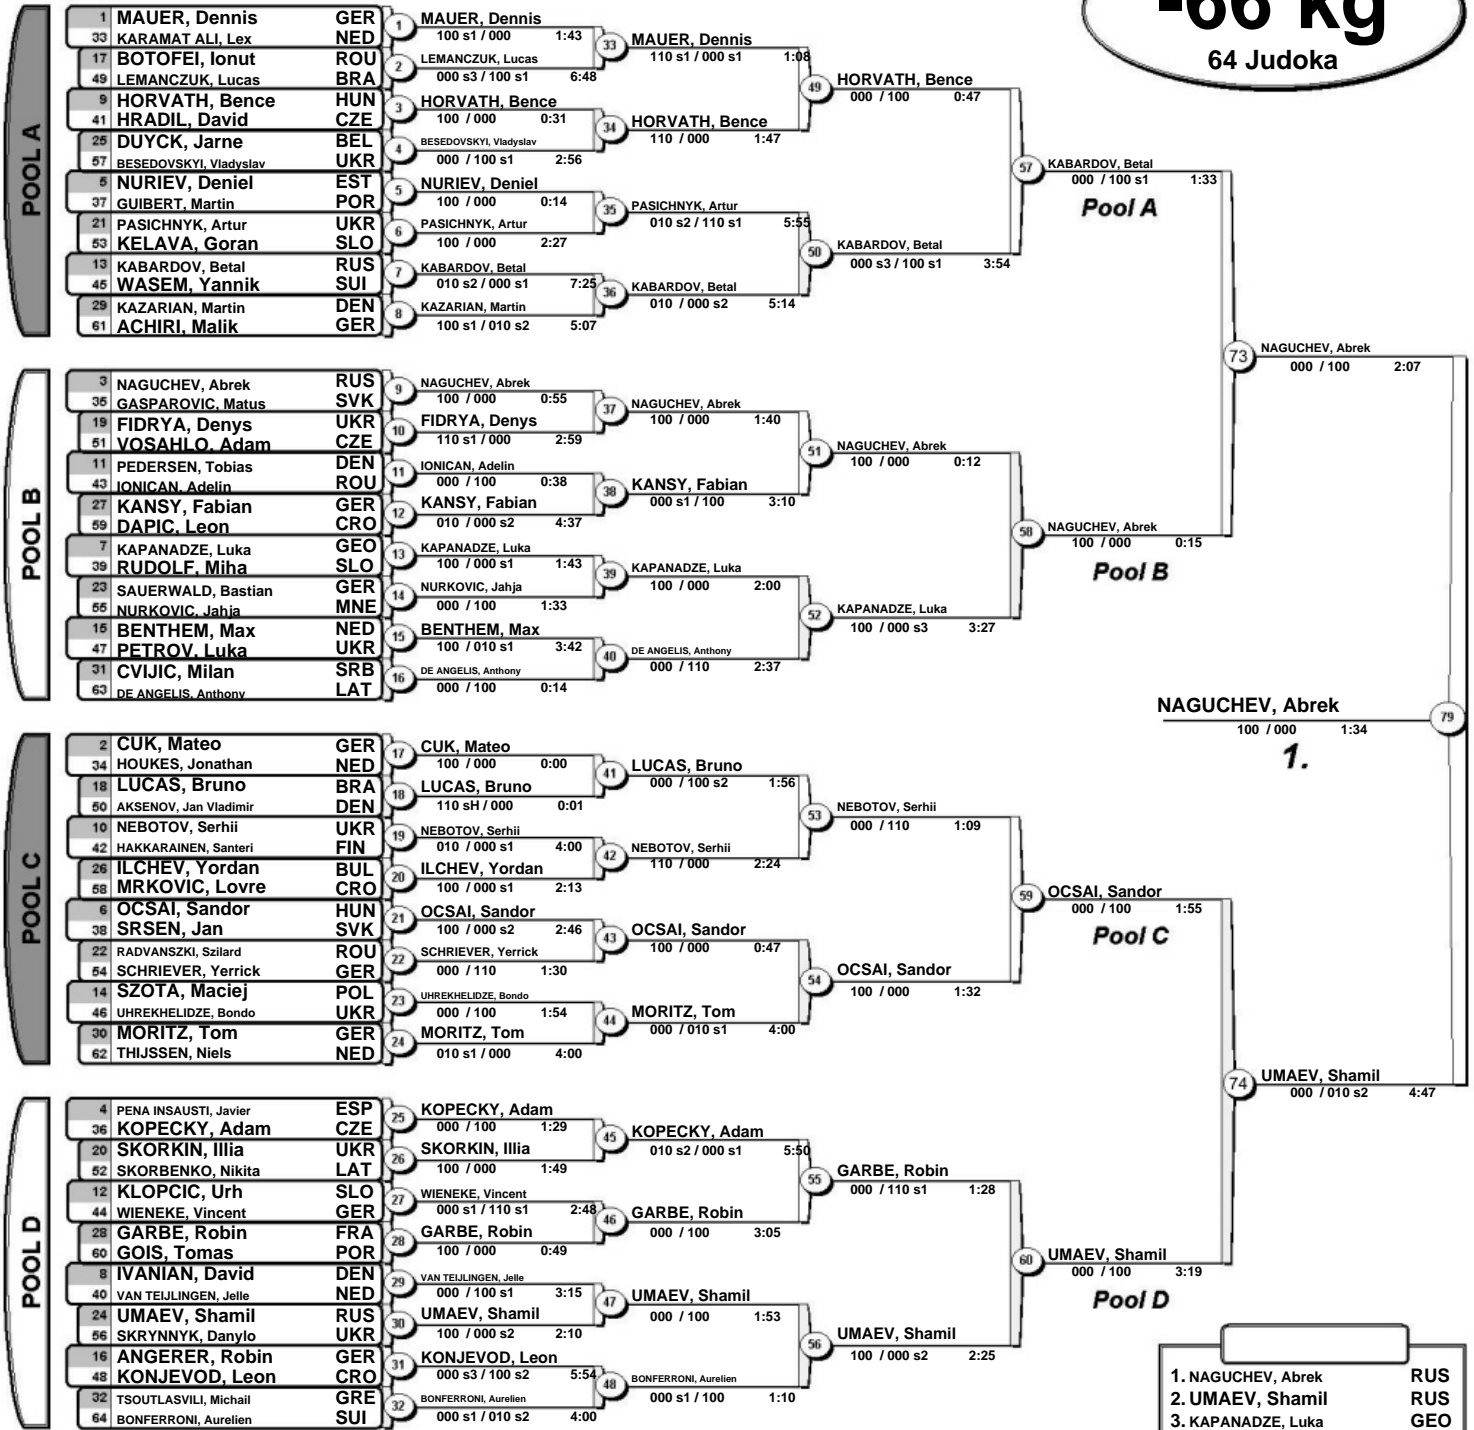 -66 kg
64 Judoka
POOL A
1 MAUER, Dennis GER
33 KARAMAT ALI, Lex NED
17 BOTOFEI, Ionut ROU
49 LEMANCZUK, Lucas BRA
9 HORVATH, Bence HUN
41 HRADIL, David CZE
25 DUYCK, Jarne BEL
57 BESEDOVSKYI, Vladyslav UKR
5 NURIEV, Deniel EST
37 GUIBERT, Martin POR
21 PASICHNYK, Artur UKR
53 KELAVA, Goran SLO
13 KABARDOV, Betal RUS
45 WASEM, Yannik SUI
29 KAZARIAN, Martin DEN
61 ACHIRI, Malik GER
1 MAUER, Dennis
100 s1 / 000 1:43
2 LEMANCZUK, Lucas
000 s3 / 100 s1 6:48
3 HORVATH, Bence
100 / 000 0:31
4 BESEDOVSKYI, Vladyslav
000 / 100 s1 2:56
5 NURIEV, Deniel
100 / 000 0:14
6 PASICHNYK, Artur
100 / 000 2:27
7 KABARDOV, Betal
010 s2 / 000 s1 7:25
8 KAZARIAN, Martin
100 s1 / 010 s2 5:07
33 MAUER, Dennis
110 s1 / 000 s1 1:08
34 HORVATH, Bence
110 / 000 1:47
35 PASICHNYK, Artur
010 s2 / 110 s1 5:55
36 KABARDOV, Betal
010 / 000 s2 5:14
49 HORVATH, Bence
000 / 100 0:47
50 KABARDOV, Betal
000 s3 / 100 s1 3:54
57 KABARDOV, Betal
000 / 100 s1 1:33
Pool A
POOL B
3 NAGUCHEV, Abrek RUS
35 GASPAROVIC, Matus SVK
19 FIDRYA, Denys UKR
51 VOSAHLO, Adam CZE
11 PEDERSEN, Tobias DEN
43 IONICAN, Adelin ROU
27 KANSY, Fabian GER
59 DAPIC, Leon CRO
7 KAPANADZE, Luka GEO
39 RUDOLF, Miha SLO
23 SAUERWALD, Bastian GER
55 NURKOVIC, Jahja MNE
15 BENTHEM, Max NED
47 PETROV, Luka UKR
31 CVIJIC, Milan SRB
63 DE ANGELIS, Anthony LAT
9 NAGUCHEV, Abrek
100 / 000 0:55
10 FIDRYA, Denys
110 s1 / 000 2:59
11 IONICAN, Adelin
000 / 100 0:38
12 KANSY, Fabian
010 / 000 s2 4:37
13 KAPANADZE, Luka
100 / 000 s1 1:43
14 NURKOVIC, Jahja
000 / 100 1:33
15 BENTHEM, Max
100 / 010 s1 3:42
16 DE ANGELIS, Anthony
000 / 100 0:14
37 NAGUCHEV, Abrek
100 / 000 1:40
38 KANSY, Fabian
000 s1 / 100 3:10
39 KAPANADZE, Luka
100 / 000 2:00
40 DE ANGELIS, Anthony
000 / 110 2:37
51 NAGUCHEV, Abrek
100 / 000 0:12
52 KAPANADZE, Luka
100 / 000 s3 3:27
58 NAGUCHEV, Abrek
100 / 000 0:15
Pool B
73 NAGUCHEV, Abrek
000 / 100 2:07
NAGUCHEV, Abrek 79
100 / 000 1:34
1.
POOL C
2 CUK, Mateo GER
34 HOUKES, Jonathan NED
18 LUCAS, Bruno BRA
50 AKSENOV, Jan Vladimir DEN
10 NEBOTOV, Serhii UKR
42 HAKKARAINEN, Santeri FIN
26 ILCHEV, Yordan BUL
58 MRKOVIC, Lovre CRO
6 OCSAI, Sandor HUN
38 SRSEN, Jan SVK
22 RADVANSZKI, Szilard ROU
54 SCHRIEVER, Yerrick GER
14 SZOTA, Maciej POL
46 UHREKHELIDZE, Bondo UKR
30 MORITZ, Tom GER
62 THIJSSEN, Niels NED
17 CUK, Mateo
100 / 000 0:00
18 LUCAS, Bruno
110 sH / 000 0:01
19 NEBOTOV, Serhii
010 / 000 s1 4:00
20 ILCHEV, Yordan
100 / 000 s1 2:13
21 OCSAI, Sandor
100 / 000 s2 2:46
22 SCHRIEVER, Yerrick
000 / 110 1:30
23 UHREKHELIDZE, Bondo
000 / 100 1:54
24 MORITZ, Tom
010 s1 / 000 4:00
41 LUCAS, Bruno
000 / 100 s2 1:56
42 NEBOTOV, Serhii
110 / 000 2:24
43 OCSAI, Sandor
100 / 000 0:47
44 MORITZ, Tom
000 / 010 s1 4:00
53 NEBOTOV, Serhii
000 / 110 1:09
54 OCSAI, Sandor
100 / 000 1:32
59 OCSAI, Sandor
000 / 100 1:55
Pool C
POOL D
4 PENA INSAUSTI, Javier ESP
36 KOPECKY, Adam CZE
20 SKORKIN, Illia UKR
52 SKORBENKO, Nikita LAT
12 KLOPCIC, Urh SLO
44 WIENEKE, Vincent GER
28 GARBE, Robin FRA
60 GOIS, Tomas POR
8 IVANIAN, David DEN
40 VAN TEIJLINGEN, Jelle NED
24 UMAEV, Shamil RUS
56 SKRYNNYK, Danylo UKR
16 ANGERER, Robin GER
48 KONJEVOD, Leon CRO
32 TSOUTLASVILI, Michail GRE
64 BONFERRONI, Aurelien SUI
25 KOPECKY, Adam
000 / 100 1:29
26 SKORKIN, Illia
100 / 000 1:49
27 WIENEKE, Vincent
000 s1 / 110 s1 2:48
28 GARBE, Robin
100 / 000 0:49
29 VAN TEIJLINGEN, Jelle
000 / 100 s1 3:15
30 UMAEV, Shamil
100 / 000 s2 2:10
31 KONJEVOD, Leon
000 s3 / 100 s2 5:54
32 BONFERRONI, Aurelien
000 s1 / 010 s2 4:00
45 KOPECKY, Adam
010 s2 / 000 s1 5:50
46 GARBE, Robin
000 / 100 3:05
47 UMAEV, Shamil
000 / 100 1:53
48 BONFERRONI, Aurelien
000 s1 / 100 1:10
55 GARBE, Robin
000 / 110 s1 1:28
56 UMAEV, Shamil
100 / 000 s2 2:25
60 UMAEV, Shamil
000 / 100 3:19
Pool D
74 UMAEV, Shamil
000 / 010 s2 4:47
1. NAGUCHEV, Abrek RUS
2. UMAEV, Shamil RUS
3. KAPANADZE, Luka GEO